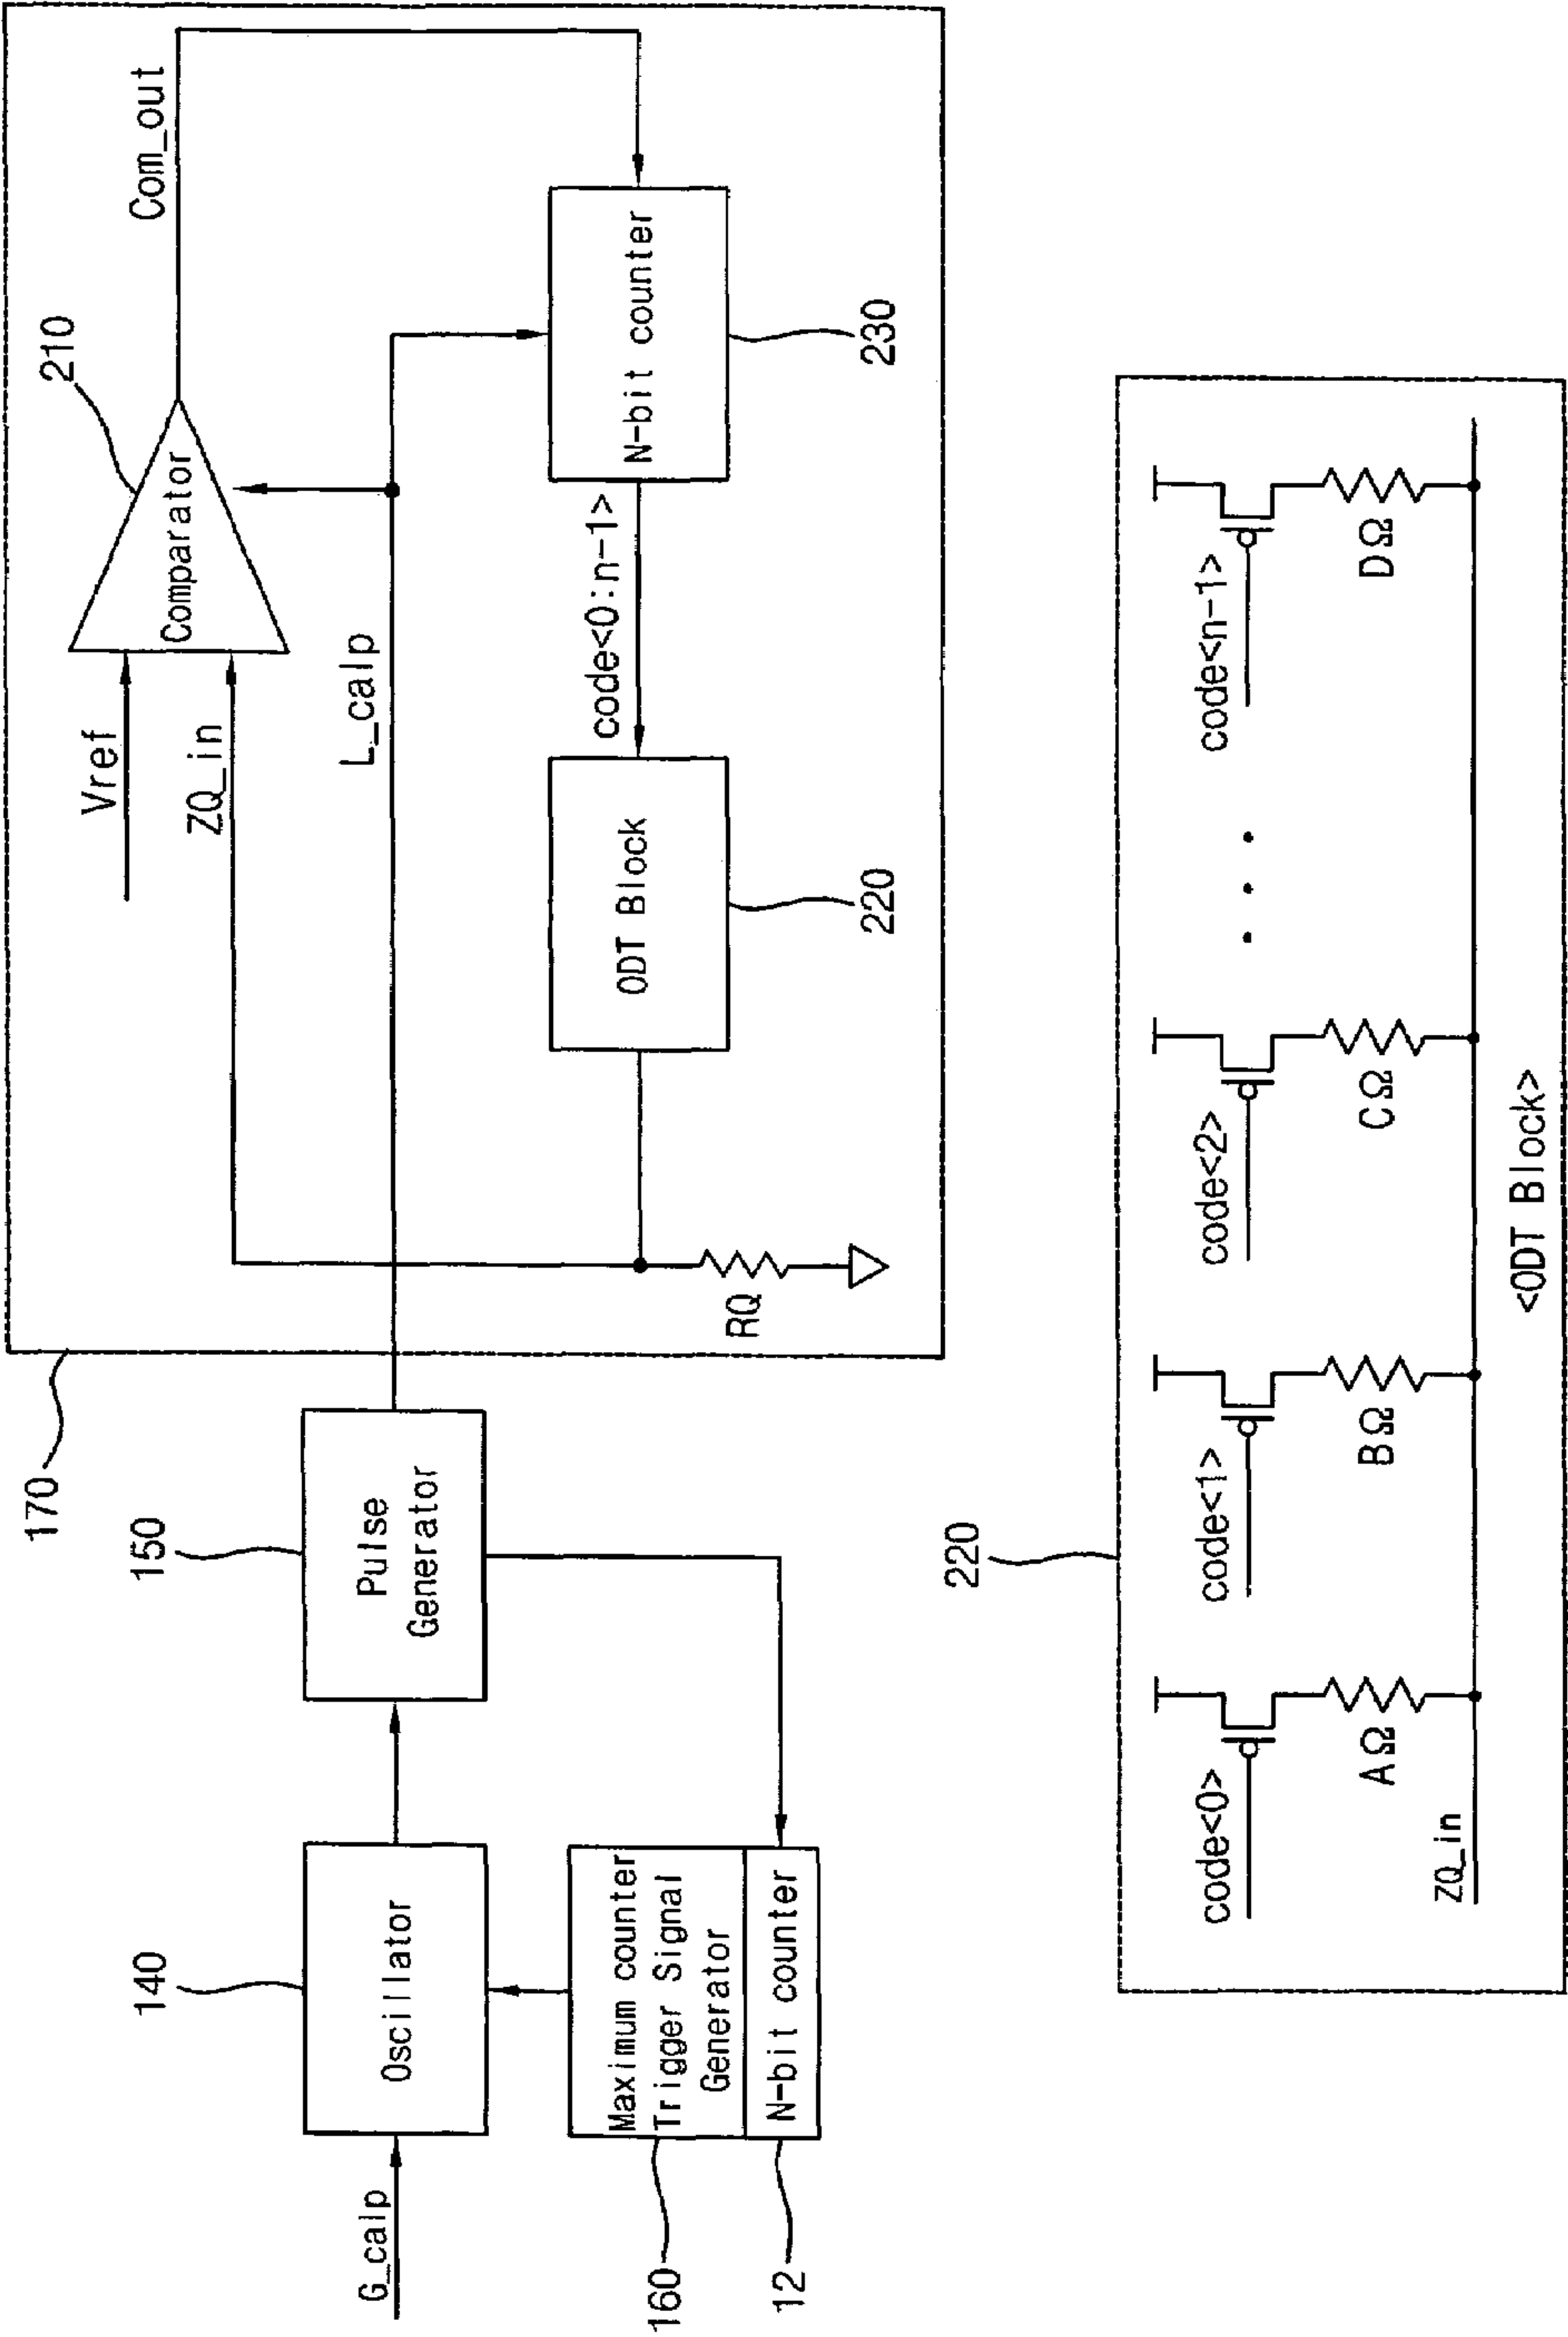 170
210
Vref
Comparator
Com_out
ZQ_in
150
L_calp
140
G_calp
Oscillator
Pulse
Generator
code<0:n-1>
ODT Block
N-bit counter
Maximum counter
Trigger Signal
Generator
RQ
220
230
160
N-bit counter
12
220
code<0>
code<1>
code<2>
code<n-1>
AΩ
BΩ
CΩ
DΩ
ZQ_in
<ODT Block>